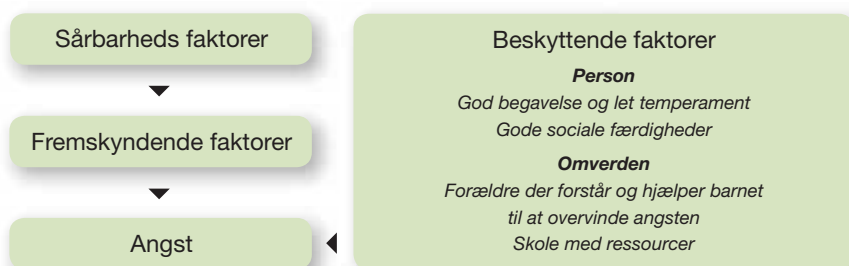 Sårbarheds faktorer
Fremskyndende faktorer
Angst
Beskyttende faktorer
Person
God begavelse og let temperament
Gode sociale færdigheder
Omverden
Forældre der forstår og hjælper barnet
til at overvinde angsten
Skole med ressourcer